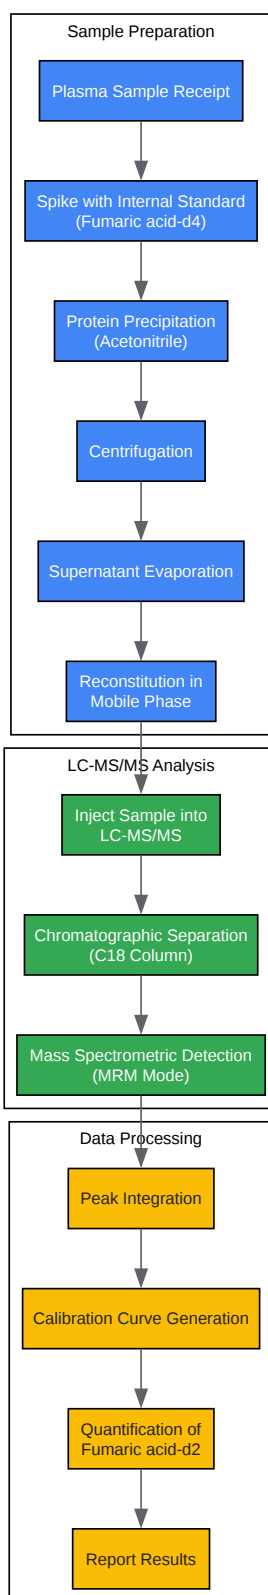 Sample Preparation
Plasma Sample Receipt
Spike with Internal Standard
(Fumaric acid-d4)
Protein Precipitation
(Acetonitrile)
Centrifugation
Supernatant Evaporation
Reconstitution in
Mobile Phase
LC-MS/MS Analysis
Inject Sample into
LC-MS/MS
Chromatographic Separation
(C18 Column)
Mass Spectrometric Detection
(MRM Mode)
Data Processing
Peak Integration
Calibration Curve Generation
Quantification of
Fumaric acid-d2
Report Results